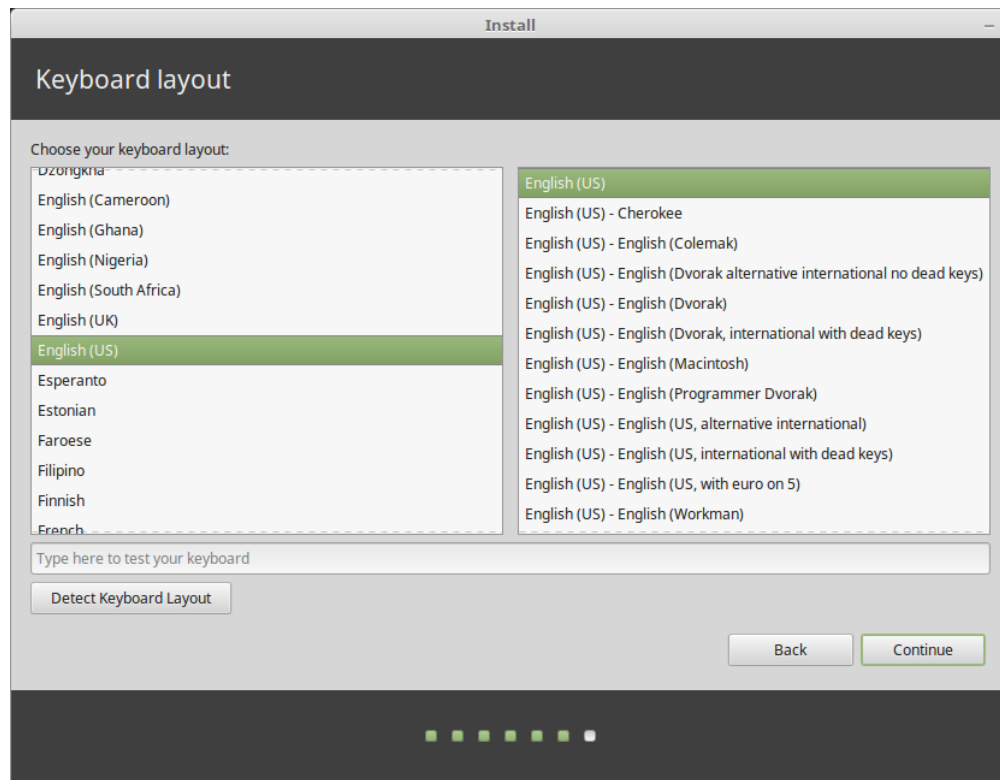 Install
Keyboard layout
Choose your keyboard layout:
Dzongkha
English (Cameroon)
English (Ghana)
English (Nigeria)
English (South Africa)
English (UK)
English (US)
Esperanto
Estonian
Faroese
Filipino
Finnish
French
English (US)
English (US) - Cherokee
English (US) - English (Colemak)
English (US) - English (Dvorak alternative international no dead keys)
English (US) - English (Dvorak)
English (US) - English (Dvorak, international with dead keys)
English (US) - English (Macintosh)
English (US) - English (Programmer Dvorak)
English (US) - English (US, alternative international)
English (US) - English (US, international with dead keys)
English (US) - English (US, with euro on 5)
English (US) - English (Workman)
Type here to test your keyboard
Detect Keyboard Layout
Back
Continue